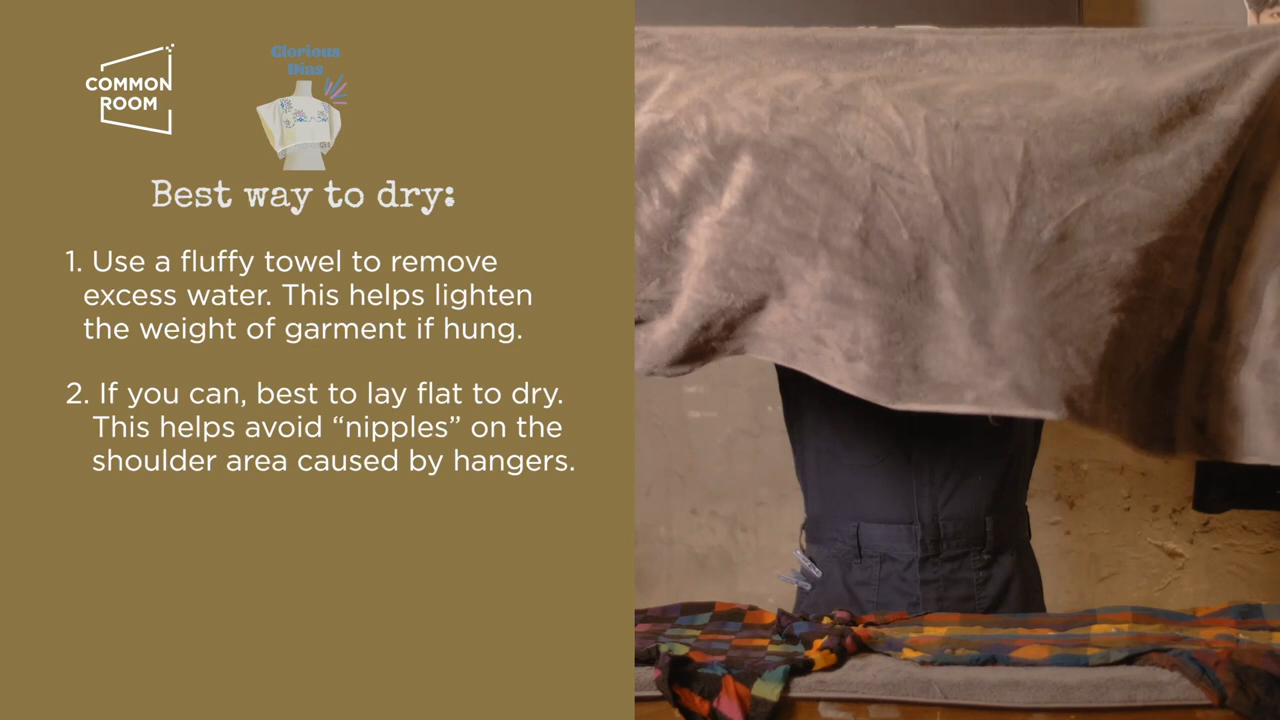 COMMON
ROOM
Glorious
Dias
Best way to dry:
1. Use a fluffy towel to remove
excess water. This helps lighten
the weight of garment if hung.
2. If you can, best to lay flat to dry.
This helps avoid “nipples” on the
shoulder area caused by hangers.